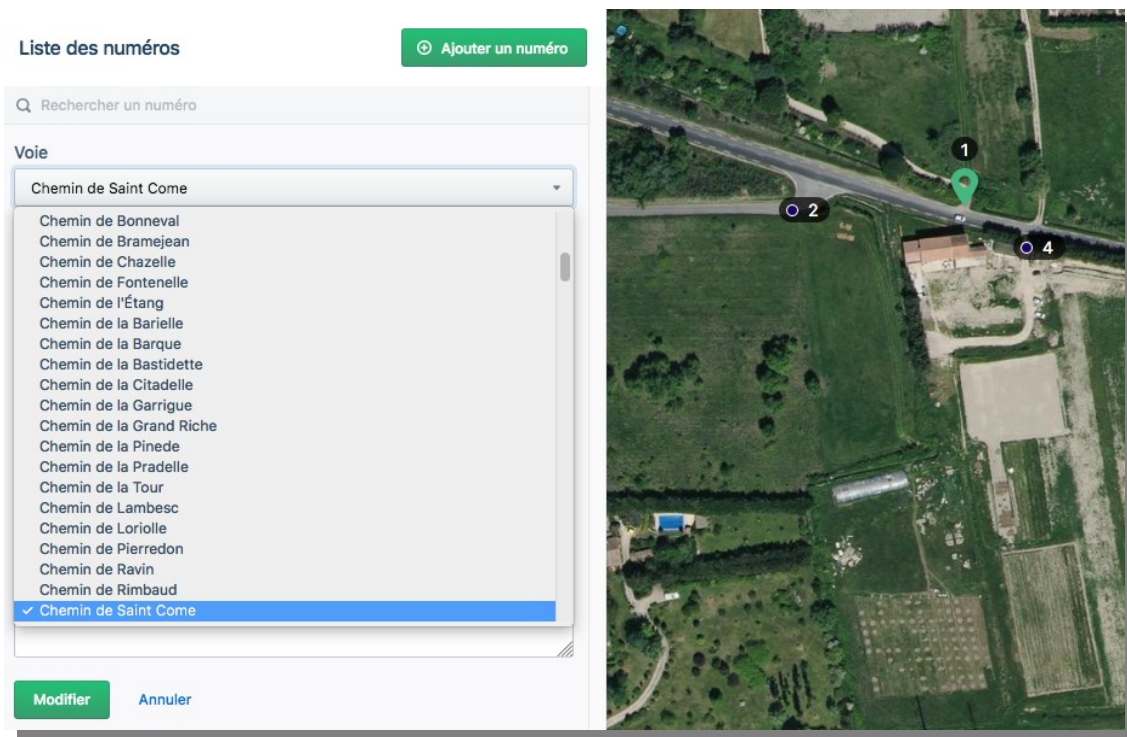 Liste des numéros
Ajouter un numéro
Rechercher un numéro
Voie
Chemin de Saint Come
Chemin de Bonneval
Chemin de Bramejean
Chemin de Chazelle
Chemin de Fontenelle
Chemin de l'Étang
Chemin de la Barielle
Chemin de la Barque
Chemin de la Bastidette
Chemin de la Citadelle
Chemin de la Garrigue
Chemin de la Grand Riche
Chemin de la Pinede
Chemin de la Pradelle
Chemin de la Tour
Chemin de Lambesc
Chemin de Loriolle
Chemin de Pierredon
Chemin de Ravin
Chemin de Rimbaud
Chemin de Saint Come
Modifier Annuler
1
2
4